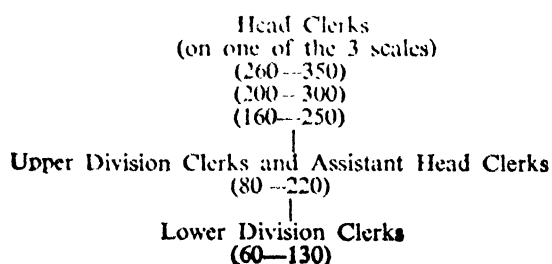 Head Clerks
(on one of the 3 scales)
(260—350)
(200—300)
(160—250)
Upper Division Clerks and Assistant Head Clerks
(80—220)
Lower Division Clerks
(60—130)